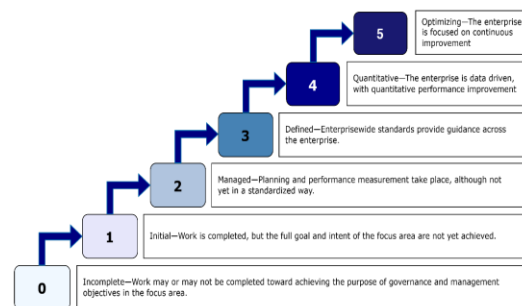 5
Optimizing—The enterprise
is focused on continuous
improvement
4
Quantitative—The enterprise is data driven,
with quantitative performance improvement
3
Defined—Enterprisewide standards provide guidance across
the enterprise.
2
Managed—Planning and performance measurement take place, although not
yet in a standardized way.
1
Initial—Work is completed, but the full goal and intent of the focus area are not yet achieved.
0
Incomplete—Work may or may not be completed toward achieving the purpose of governance and management
objectives in the focus area.